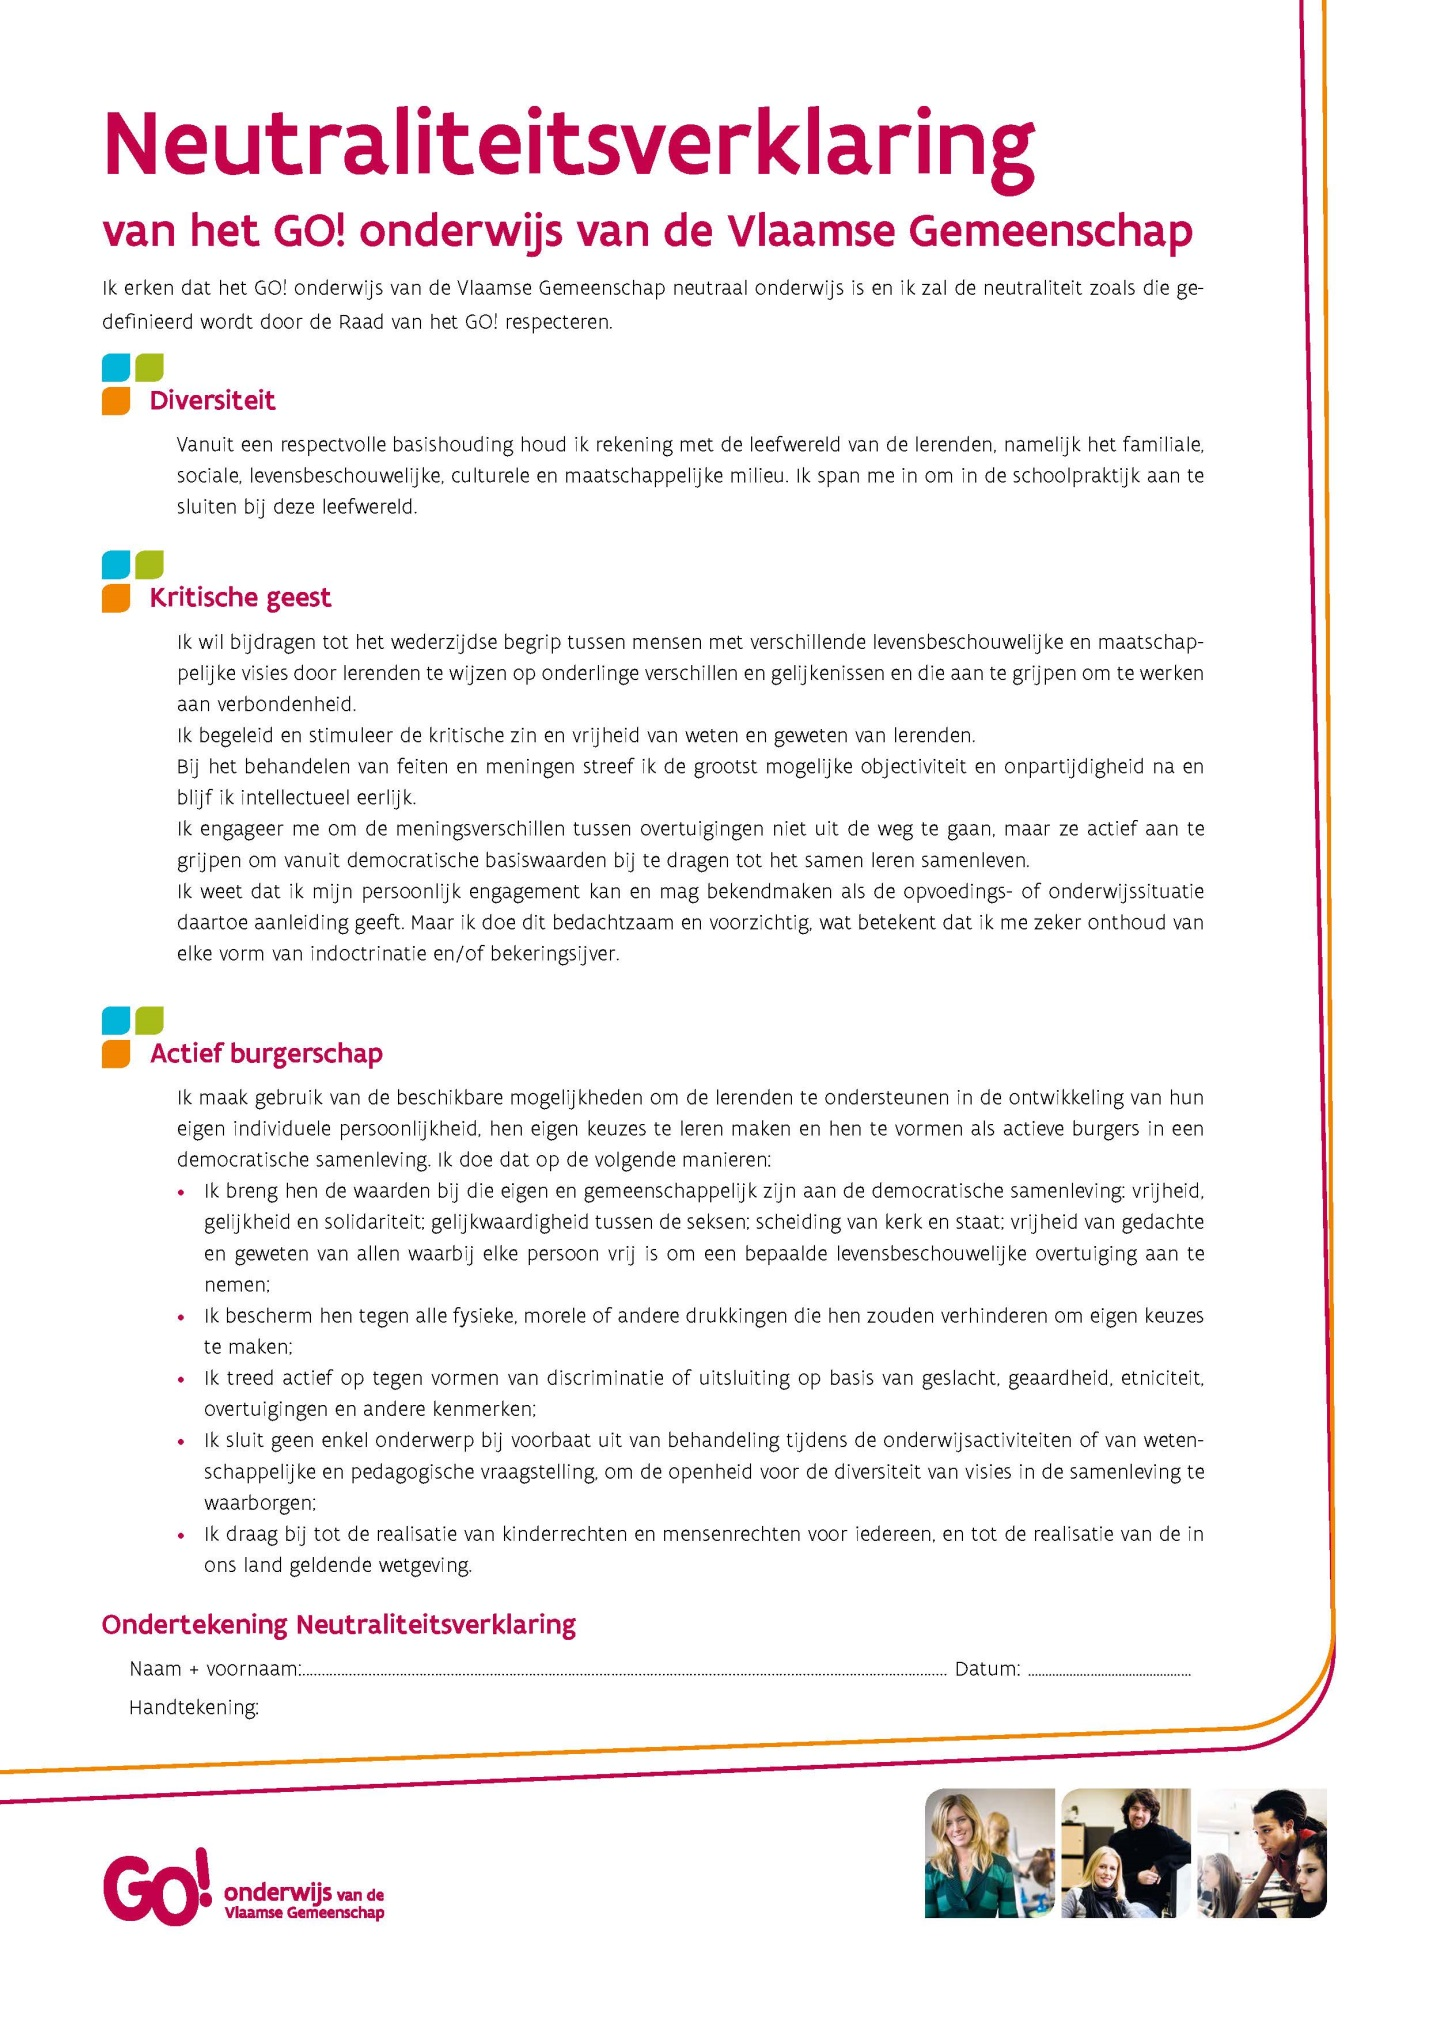 Neutraliteitsverklaring
van het GO! onderwijs van de Vlaamse Gemeenschap
Ik erken dat het GO! onderwijs van de Vlaamse Gemeenschap neutraal onderwijs is en ik zal de neutraliteit zoals die ge-
definieerd wordt door de Raad van het GO! respecteren.
Diversiteit
Vanuit een respectvolle basishouding houd ik rekening met de leefwereld van de lerenden, namelijk het familiale,
sociale, levensbeschouwelijke, culturele en maatschappelijke milieu. Ik span me in om in de schoolpraktijk aan te
sluiten bij deze leefwereld.
Kritische geest
Ik wil bijdragen tot het wederzijdse begrip tussen mensen met verschillende levensbeschouwelijke en maatschap-
pelijke visies door lerenden te wijzen op onderlinge verschillen en gelijkenissen en die aan te grijpen om te werken
aan verbondenheid.
Ik begeleid en stimuleer de kritische zin en vrijheid van weten en geweten van lerenden.
Bij het behandelen van feiten en meningen streef ik de grootst mogelijke objectiviteit en onpartijdigheid na en
blijf ik intellectueel eerlijk.
Ik engageer me om de meningsverschillen tussen overtuigingen niet uit de weg te gaan, maar ze actief aan te
grijpen om vanuit democratische basiswaarden bij te dragen tot het samen leren samenleven.
Ik weet dat ik mijn persoonlijk engagement kan en mag bekendmaken als de opvoedings- of onderwijssituatie
daartoe aanleiding geeft. Maar ik doe dit bedachtzaam en voorzichtig, wat betekent dat ik me zeker onthoud van
elke vorm van indoctrinatie en/of bekeringsijver.
Actief burgerschap
Ik maak gebruik van de beschikbare mogelijkheden om de lerenden te ondersteunen in de ontwikkeling van hun
eigen individuele persoonlijkheid, hen eigen keuzes te leren maken en hen te vormen als actieve burgers in een
democratische samenleving. Ik doe dat op de volgende manieren:
• Ik breng hen de waarden bij die eigen en gemeenschappelijk zijn aan de democratische samenleving: vrijheid,
gelijkheid en solidariteit; gelijkwaardigheid tussen de seksen; scheiding van kerk en staat; vrijheid van gedachte
en geweten van allen waarbij elke persoon vrij is om een bepaalde levensbeschouwelijke overtuiging aan te
nemen;
• Ik bescherm hen tegen alle fysieke, morele of andere drukkingen die hen zouden verhinderen om eigen keuzes
te maken;
• Ik treed actief op tegen vormen van discriminatie of uitsluiting op basis van geslacht, geaardheid, etniciteit,
overtuigingen en andere kenmerken;
• Ik sluit geen enkel onderwerp bij voorbaat uit van behandeling tijdens de onderwijsactiviteiten of van weten-
schappelijke en pedagogische vraagstelling, om de openheid voor de diversiteit van visies in de samenleving te
waarborgen;
• Ik draag bij tot de realisatie van kinderrechten en mensenrechten voor iedereen, en tot de realisatie van de in
ons land geldende wetgeving.
Ondertekening Neutraliteitsverklaring
Naam + voornaam:........................ Datum: ............
Handtekening:
GO! onderwijs van de
Vlaamse Gemeenschap